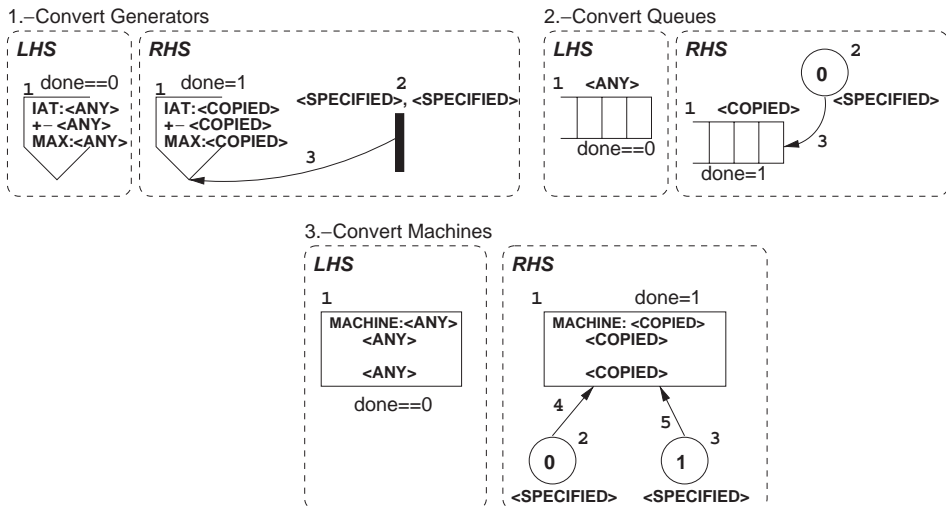 1.−Convert Generators
LHS
1 done==0
IAT:<ANY>
+− <ANY>
MAX:<ANY>
RHS
1 done=1
IAT:<COPIED>
+− <COPIED>
MAX:<COPIED>
2
<SPECIFIED>, <SPECIFIED>
3
2.−Convert Queues
LHS
1 <ANY>
done==0
RHS
2
0
<SPECIFIED>
1 <COPIED>
3
done=1
3.−Convert Machines
LHS
1
MACHINE:<ANY>
<ANY>
<ANY>
done==0
RHS
1 done=1
MACHINE: <COPIED>
<COPIED>
<COPIED>
4 5
2 3
0 1
<SPECIFIED> <SPECIFIED>